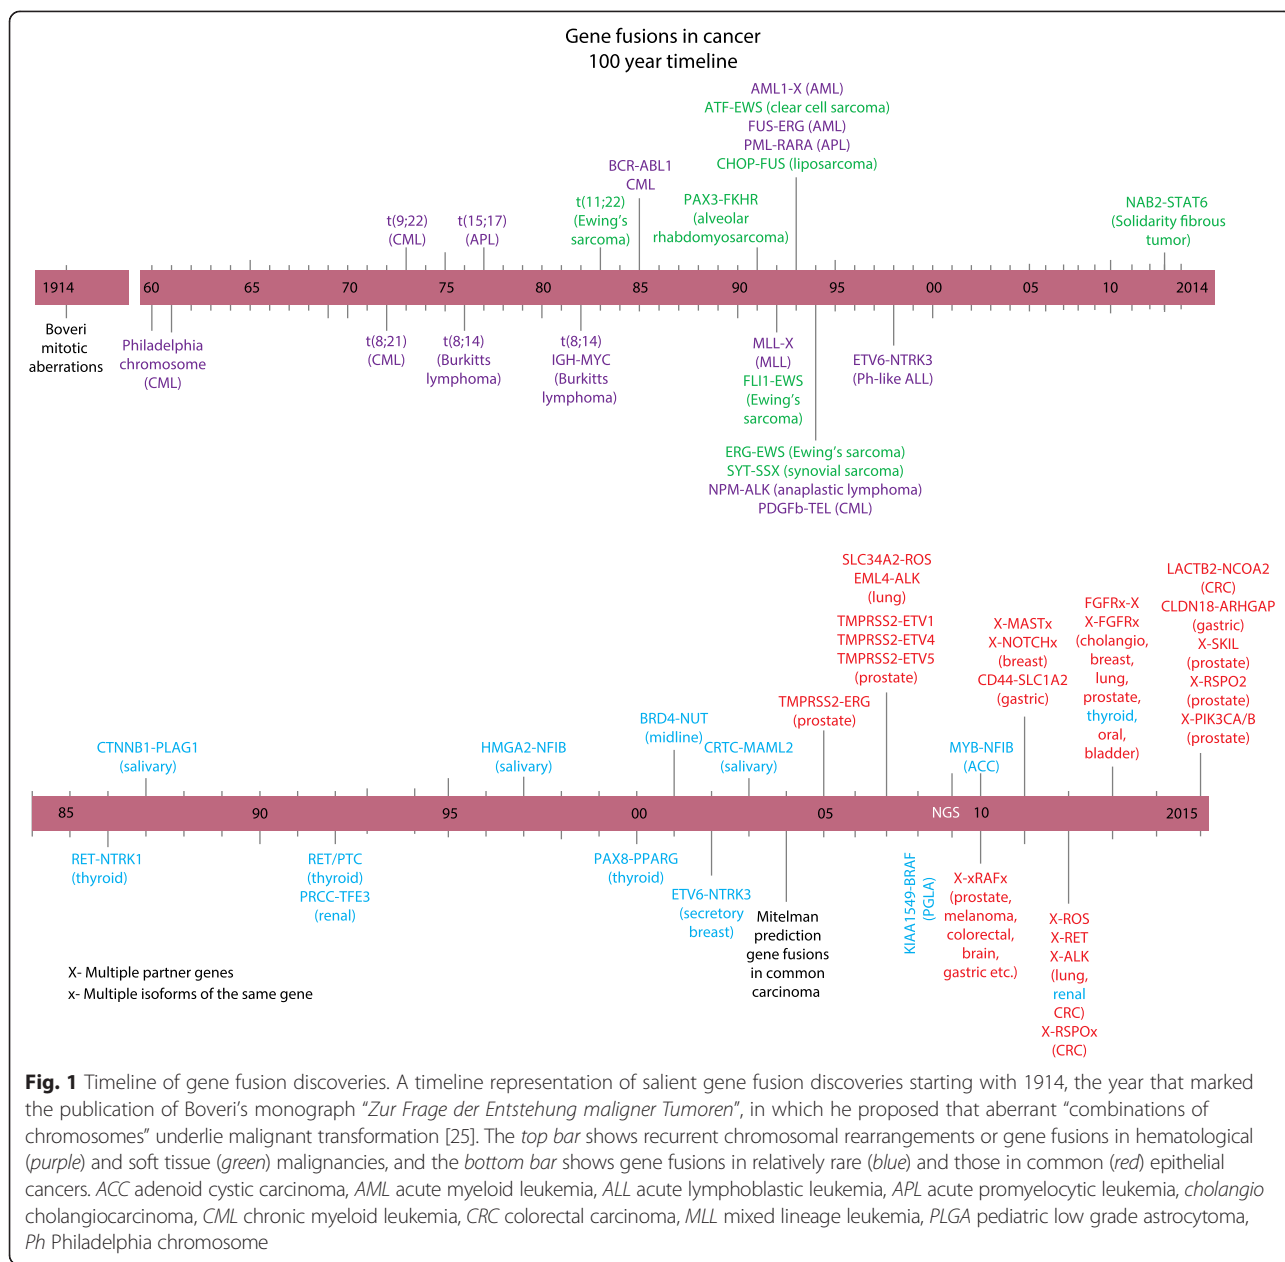 Gene fusions in cancer
100 year timeline
AML1-X (AML)
ATF-EWS (clear cell sarcoma)
FUS-ERG (AML)
PML-RARA (APL)
CHOP-FUS (liposarcoma)
BCR-ABL1
CML
t(9;22)
(CML)
t(15;17)
(APL)
t(11;22)
(Ewing’s
sarcoma)
PAX3-FKHR
(alveolar
rhabdomyosarcoma)
NAB2-STAT6
(Solidarity fibrous
tumor)
1914 60 65 70 75 80 85 90 95 00 05 10 2014
Boveri
mitotic
aberrations
Philadelphia
chromosome
(CML)
t(8;21)
(CML)
t(8;14)
(Burkitts
lymphoma)
t(8;14)
IGH-MYC
(Burkitts
lymphoma)
MLL-X
(MLL)
FLI1-EWS
(Ewing’s
sarcoma)
ETV6-NTRK3
(Ph-like ALL)
ERG-EWS (Ewing’s sarcoma)
SYT-SSX (synovial sarcoma)
NPM-ALK (anaplastic lymphoma)
PDGFb-TEL (CML)
CTNNB1-PLAG1
(salivary)
HMGA2-NFIB
(salivary)
BRD4-NUT
(midline)
CRTC-MAML2
(salivary)
TMPRSS2-ERG
(prostate)
SLC34A2-ROS
EML4-ALK
(lung)
TMPRSS2-ETV1
TMPRSS2-ETV4
TMPRSS2-ETV5
(prostate)
MYB-NFIB
(ACC)
X-MASTx
X-NOTCHx
(breast)
CD44-SLC1A2
(gastric)
FGFRx-X
X-FGFRx
(cholangio,
breast,
lung,
prostate,
thyroid,
oral,
bladder)
LACTB2-NCOA2
(CRC)
CLDN18-ARHGAP
(gastric)
X-SKIL
(prostate)
X-RSPO2
(prostate)
X-PIK3CA/B
(prostate)
85 90 95 00 05 NGS 10 2015
RET-NTRK1
(thyroid)
RET/PTC
(thyroid)
PRCC-TFE3
(renal)
PAX8-PPARG
(thyroid)
ETV6-NTRK3
(secretory
breast)
Mitelman
prediction
gene fusions
in common
carcinoma
KIAA1549-BRAF
(PGLA)
X-xRAFx
(prostate,
melanoma,
colorectal,
brain,
gastric etc.)
X-ROS
X-RET
X-ALK
(lung,
renal
CRC)
X-RSPOx
(CRC)
X- Multiple partner genes
x- Multiple isoforms of the same gene
Fig. 1 Timeline of gene fusion discoveries. A timeline representation of salient gene fusion discoveries starting with 1914, the year that marked
the publication of Boveri’s monograph “Zur Frage der Entstehung maligner Tumoren”, in which he proposed that aberrant “combinations of
chromosomes” underlie malignant transformation [25]. The top bar shows recurrent chromosomal rearrangements or gene fusions in hematological
(purple) and soft tissue (green) malignancies, and the bottom bar shows gene fusions in relatively rare (blue) and those in common (red) epithelial
cancers. ACC adenoid cystic carcinoma, AML acute myeloid leukemia, ALL acute lymphoblastic leukemia, APL acute promyelocytic leukemia, cholangio
cholangiocarcinoma, CML chronic myeloid leukemia, CRC colorectal carcinoma, MLL mixed lineage leukemia, PLGA pediatric low grade astrocytoma,
Ph Philadelphia chromosome